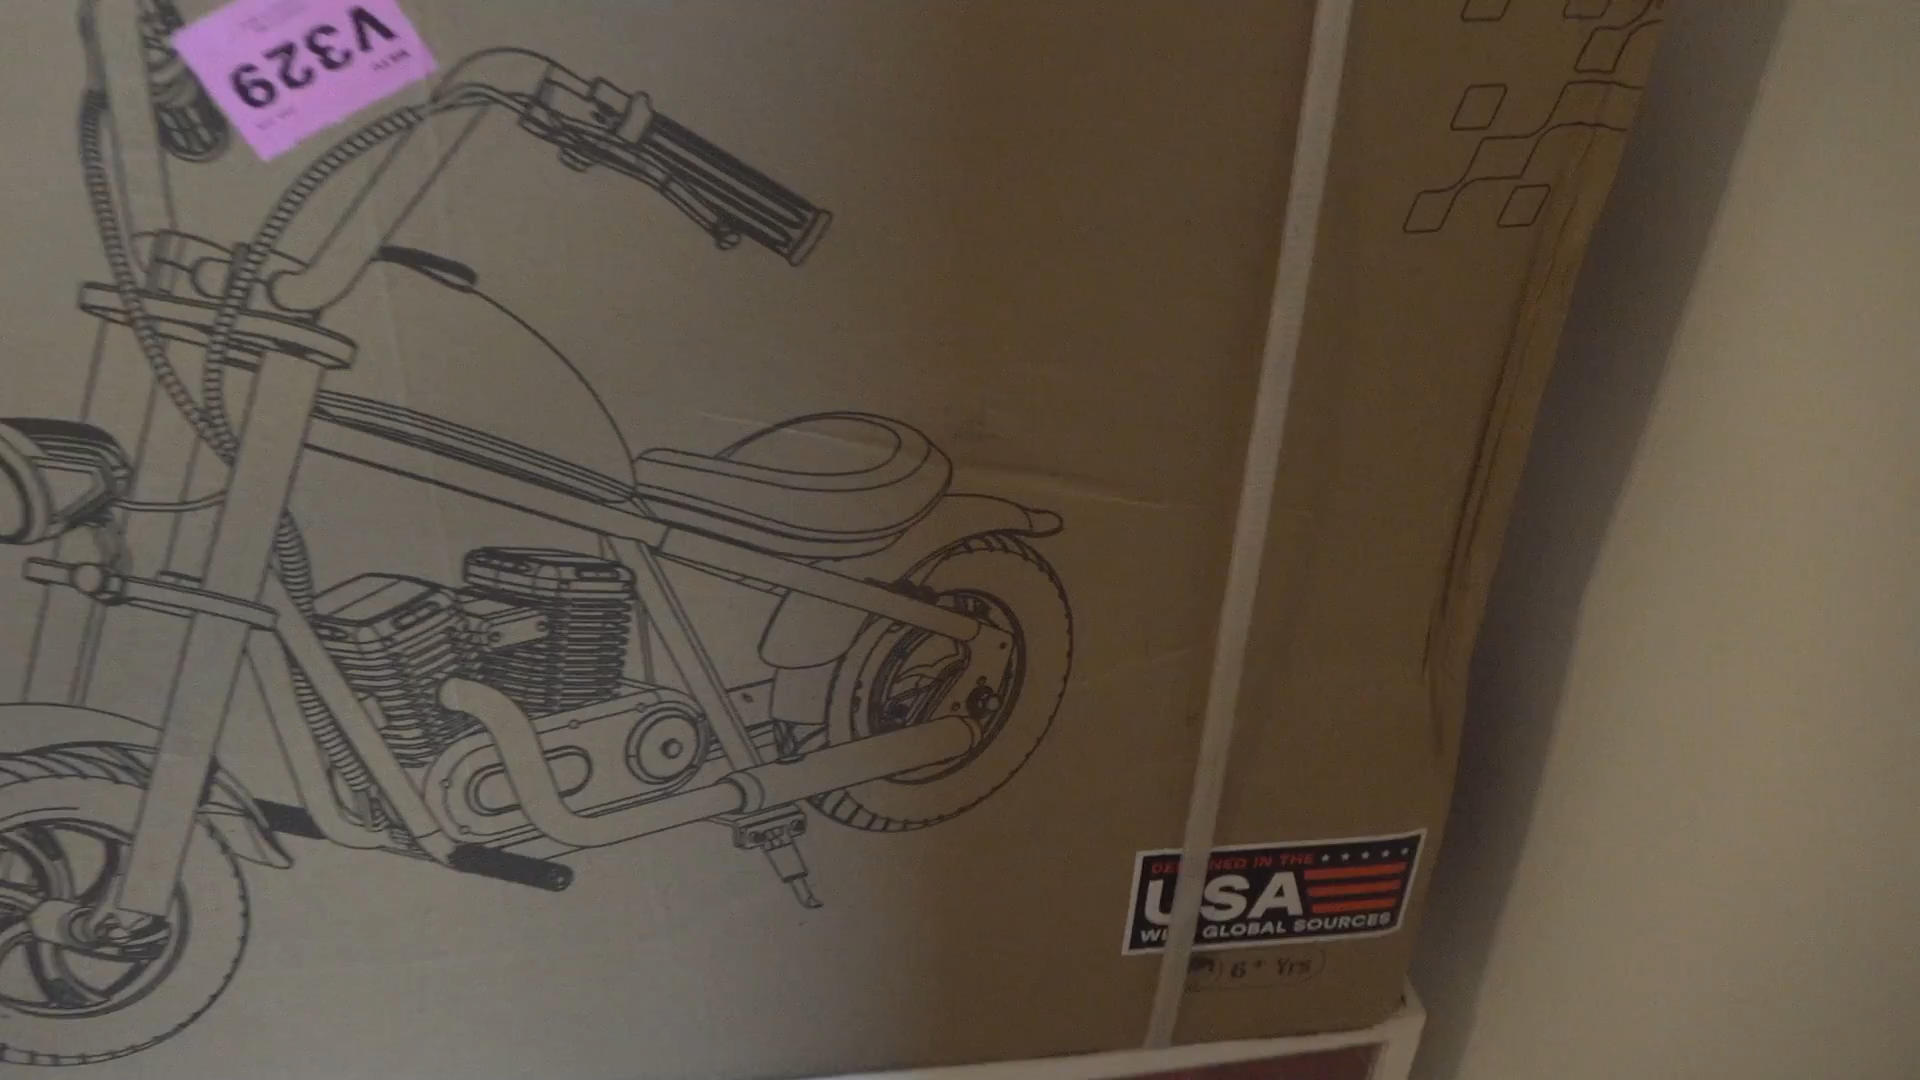 V329
DESIGNED IN THE
USA
WITH GLOBAL SOURCES
6+ Yrs